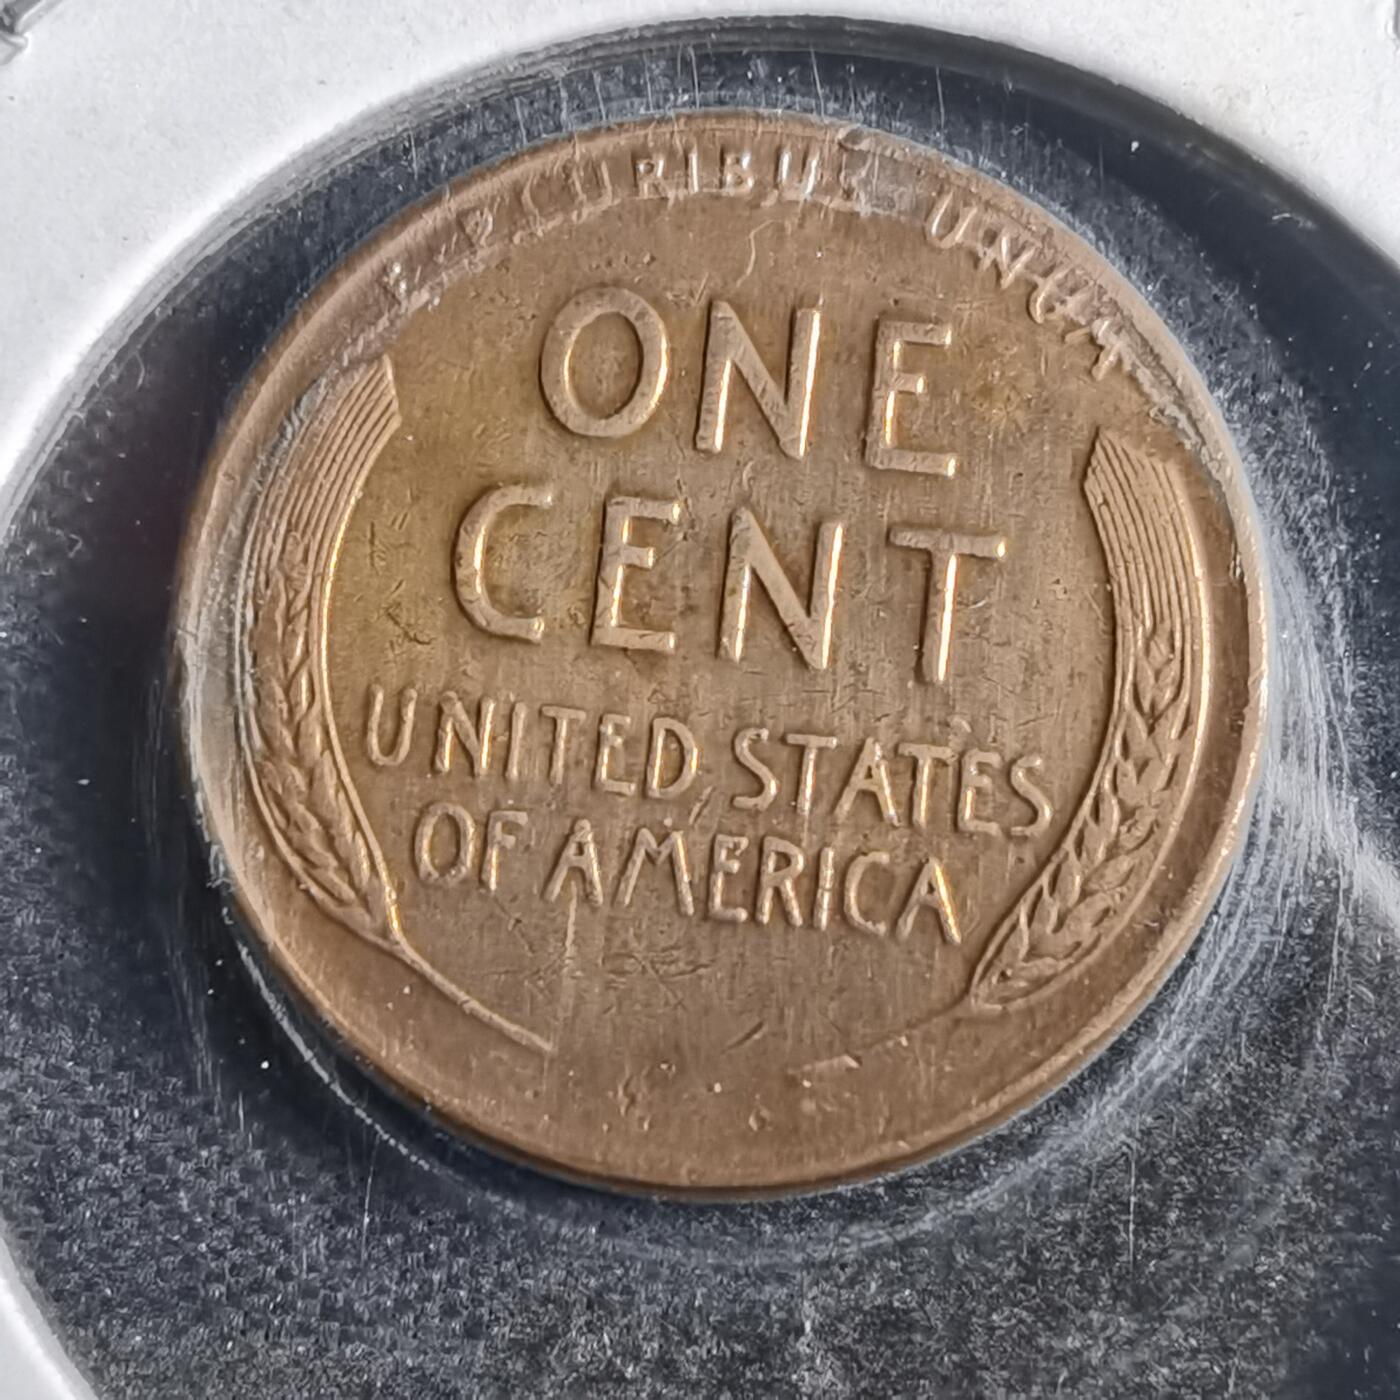 E PLURIBUS UNUM
ONE
CENT
UNITED STATES
OF AMERICA